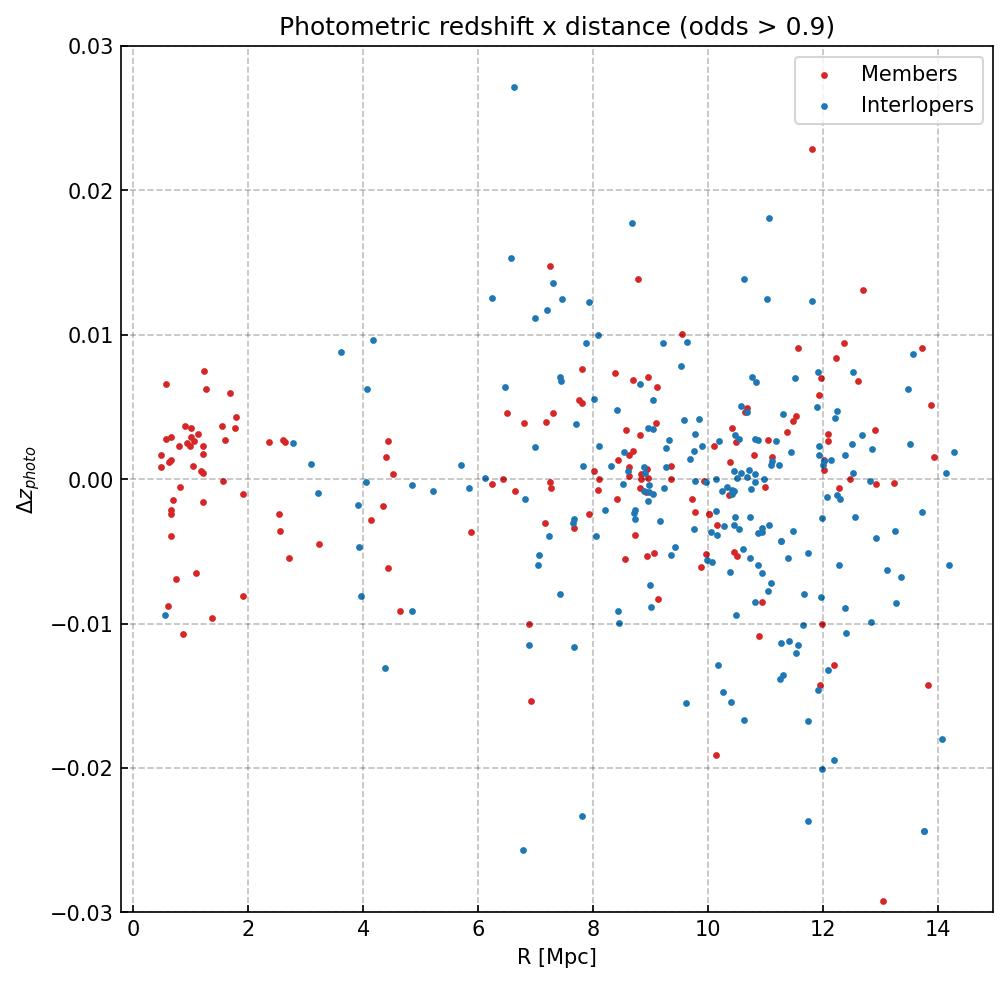 Photometric redshift x distance (odds > 0.9)
Members
Interlopers
0.03
0.02
0.01
0.00
−0.01
−0.02
−0.03
Δz_photo
0 2 4 6 8 10 12 14
R [Mpc]